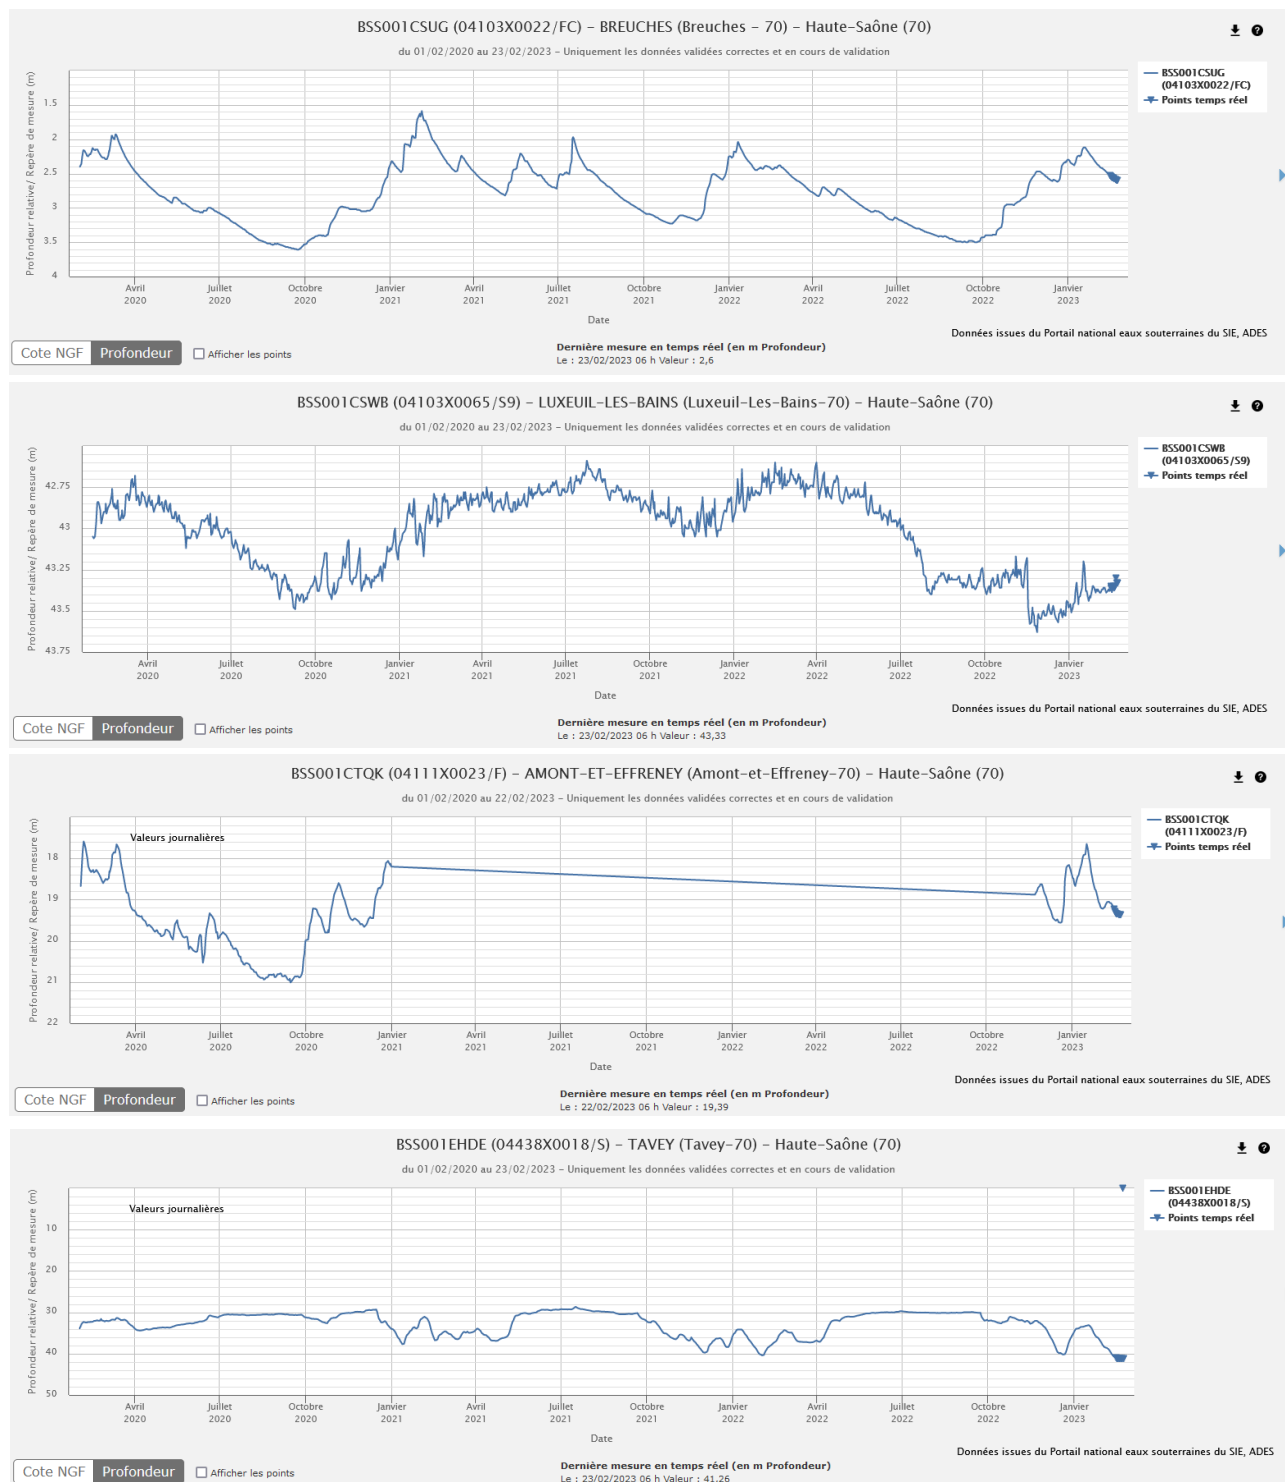 BSS001CSUG (04103X0022/FC) – BREUCHES (Breuches – 70) – Haute-Saône (70)
du 01/02/2020 au 23/02/2023 – Uniquement les données validées correctes et en cours de validation
Profondeur relative/ Repère de mesure (m)
1.5
2
2.5
3
3.5
4
Avril 2020
Juillet 2020
Octobre 2020
Janvier 2021
Avril 2021
Juillet 2021
Octobre 2021
Janvier 2022
Avril 2022
Juillet 2022
Octobre 2022
Janvier 2023
Date
BSS001CSUG
(04103X0022/FC)
Points temps réel
Données issues du Portail national eaux souterraines du SIE, ADES
Cote NGF Profondeur Afficher les points
Dernière mesure en temps réel (en m Profondeur)
Le : 23/02/2023 06 h Valeur : 2,6
BSS001CSWB (04103X0065/S9) – LUXEUIL-LES-BAINS (Luxeuil-Les-Bains-70) – Haute-Saône (70)
du 01/02/2020 au 23/02/2023 – Uniquement les données validées correctes et en cours de validation
Profondeur relative/ Repère de mesure (m)
42.75
43
43.25
43.5
43.75
Avril 2020
Juillet 2020
Octobre 2020
Janvier 2021
Avril 2021
Juillet 2021
Octobre 2021
Janvier 2022
Avril 2022
Juillet 2022
Octobre 2022
Janvier 2023
Date
BSS001CSWB
(04103X0065/S9)
Points temps réel
Données issues du Portail national eaux souterraines du SIE, ADES
Cote NGF Profondeur Afficher les points
Dernière mesure en temps réel (en m Profondeur)
Le : 23/02/2023 06 h Valeur : 43,33
BSS001CTQK (04111X0023/F) – AMONT-ET-EFFRENEY (Amont-et-Effreney-70) – Haute-Saône (70)
du 01/02/2020 au 22/02/2023 – Uniquement les données validées correctes et en cours de validation
Valeurs journalières
Profondeur relative/ Repère de mesure (m)
18
19
20
21
22
Avril 2020
Juillet 2020
Octobre 2020
Janvier 2021
Avril 2021
Juillet 2021
Octobre 2021
Janvier 2022
Avril 2022
Juillet 2022
Octobre 2022
Janvier 2023
Date
BSS001CTQK
(04111X0023/F)
Points temps réel
Données issues du Portail national eaux souterraines du SIE, ADES
Cote NGF Profondeur Afficher les points
Dernière mesure en temps réel (en m Profondeur)
Le : 22/02/2023 06 h Valeur : 19,39
BSS001EHDE (04438X0018/S) – TAVEY (Tavey-70) – Haute-Saône (70)
du 01/02/2020 au 23/02/2023 – Uniquement les données validées correctes et en cours de validation
Valeurs journalières
Profondeur relative/ Repère de mesure (m)
10
20
30
40
50
Avril 2020
Juillet 2020
Octobre 2020
Janvier 2021
Avril 2021
Juillet 2021
Octobre 2021
Janvier 2022
Avril 2022
Juillet 2022
Octobre 2022
Janvier 2023
Date
BSS001EHDE
(04438X0018/S)
Points temps réel
Données issues du Portail national eaux souterraines du SIE, ADES
Cote NGF Profondeur Afficher les points
Dernière mesure en temps réel (en m Profondeur)
Le : 23/02/2023 06 h Valeur : 41,26